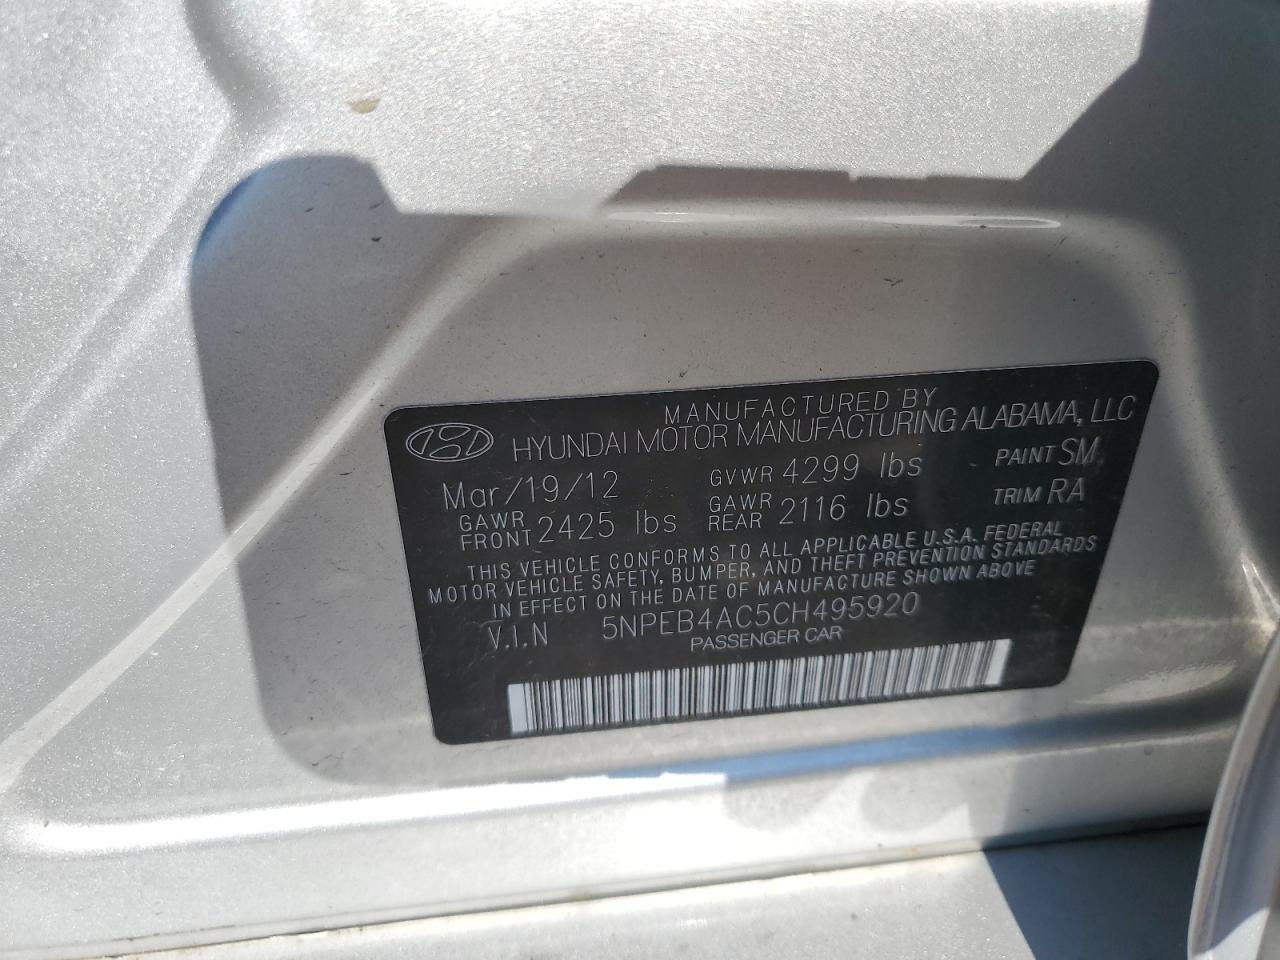 MANUFACTURED BY
HYUNDAI MOTOR MANUFACTURING ALABAMA, LLC
Mar/19/12 GVWR 4299 lbs PAINT SM
GAWR FRONT 2425 lbs GAWR REAR 2116 lbs TRIM RA
THIS VEHICLE CONFORMS TO ALL APPLICABLE U.S.A. FEDERAL
MOTOR VEHICLE SAFETY, BUMPER, AND THEFT PREVENTION STANDARDS
IN EFFECT ON THE DATE OF MANUFACTURE SHOWN ABOVE
V.I.N 5NPEB4AC5CH495920
PASSENGER CAR